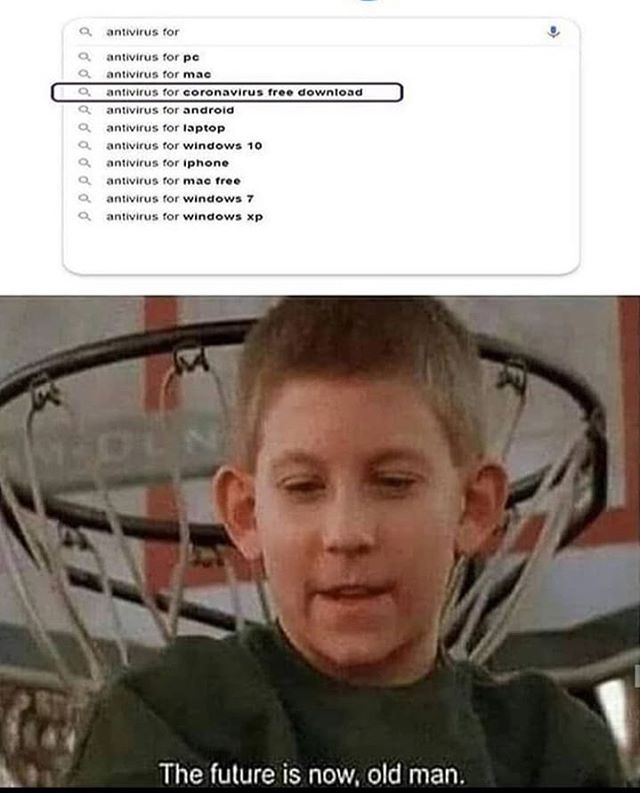 antivirus for
antivirus for pc
antivirus for mac
antivirus for coronavirus free download
antivirus for android
antivirus for laptop
antivirus for windows 10
antivirus for iphone
antivirus for mac free
antivirus for windows 7
antivirus for windows xp
The future is now, old man.